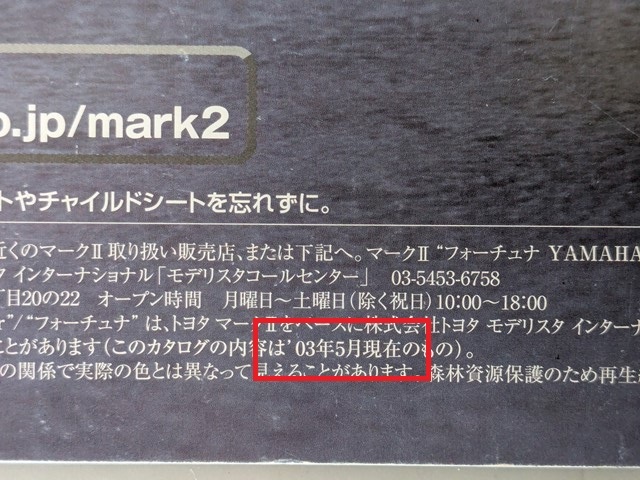 o.jp/mark2
トやチャイルドシートを忘れずに。
近くのマークⅡ取り扱い販売店、または下記へ。マークⅡ“フォーチュナ YAMAHA
タ インターナショナル「モデリスタコールセンター」 03-5453-6758
丁目20の22 オープン時間 月曜日～土曜日（除く祝日）10:00～18:00
”/“フォーチュナ”は、トヨタ マークⅡをベースに株式会社トヨタ モデリスタ インターナ
ことがあります（このカタログの内容は’03年5月現在のもの）。
の関係で実際の色とは異なって見えることがあります。森林資源保護のため再生